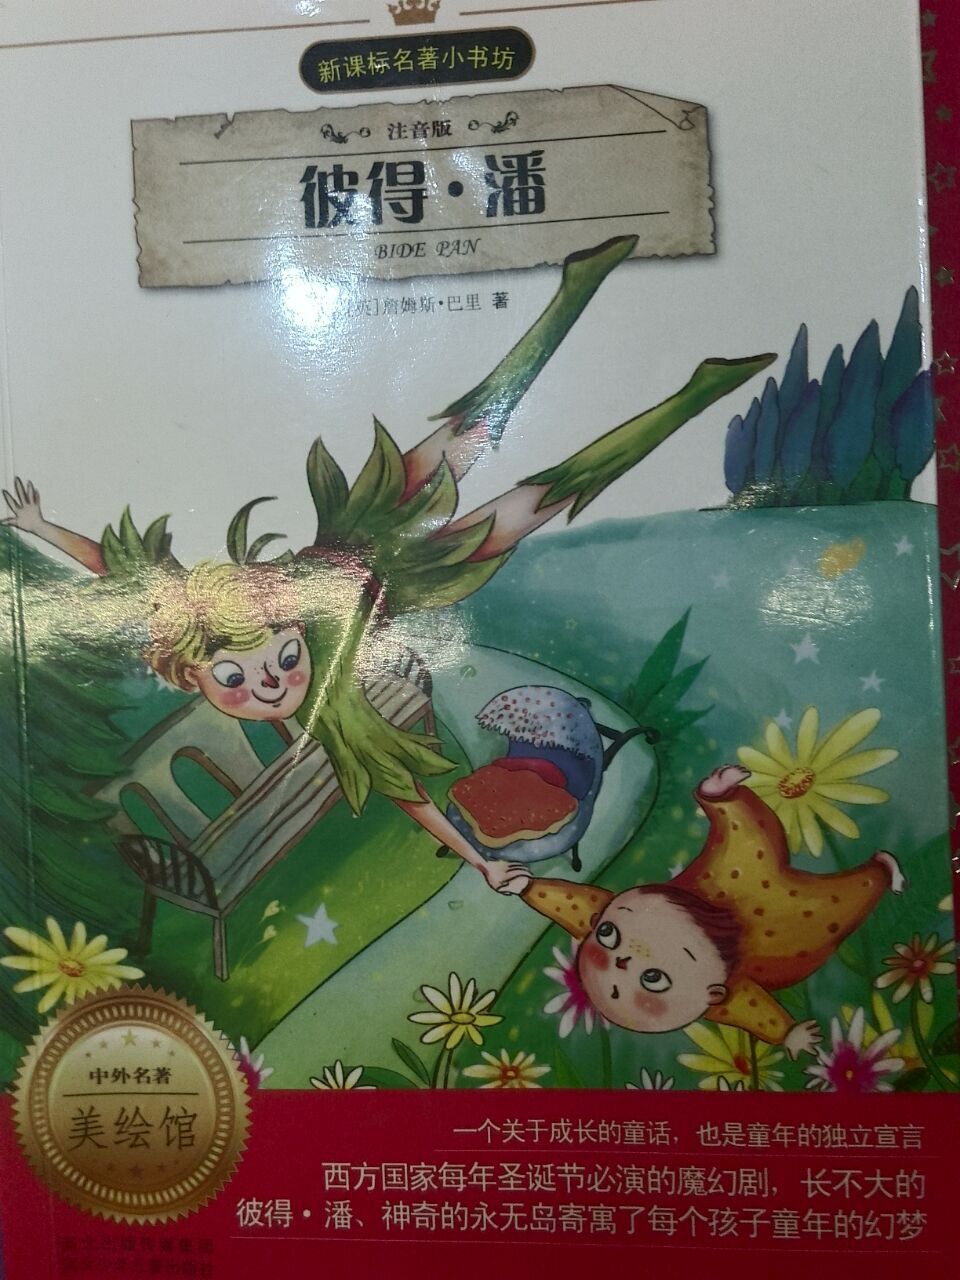 新课标名著小书坊
注音版
彼得·潘
BIDE PAN
[英]詹姆斯·巴里 著
中外名著
美绘馆
一个关于成长的童话，也是童年的独立宣言
西方国家每年圣诞节必演的魔幻剧，长不大的
彼得·潘、神奇的永无岛寄寓了每个孩子童年的幻梦